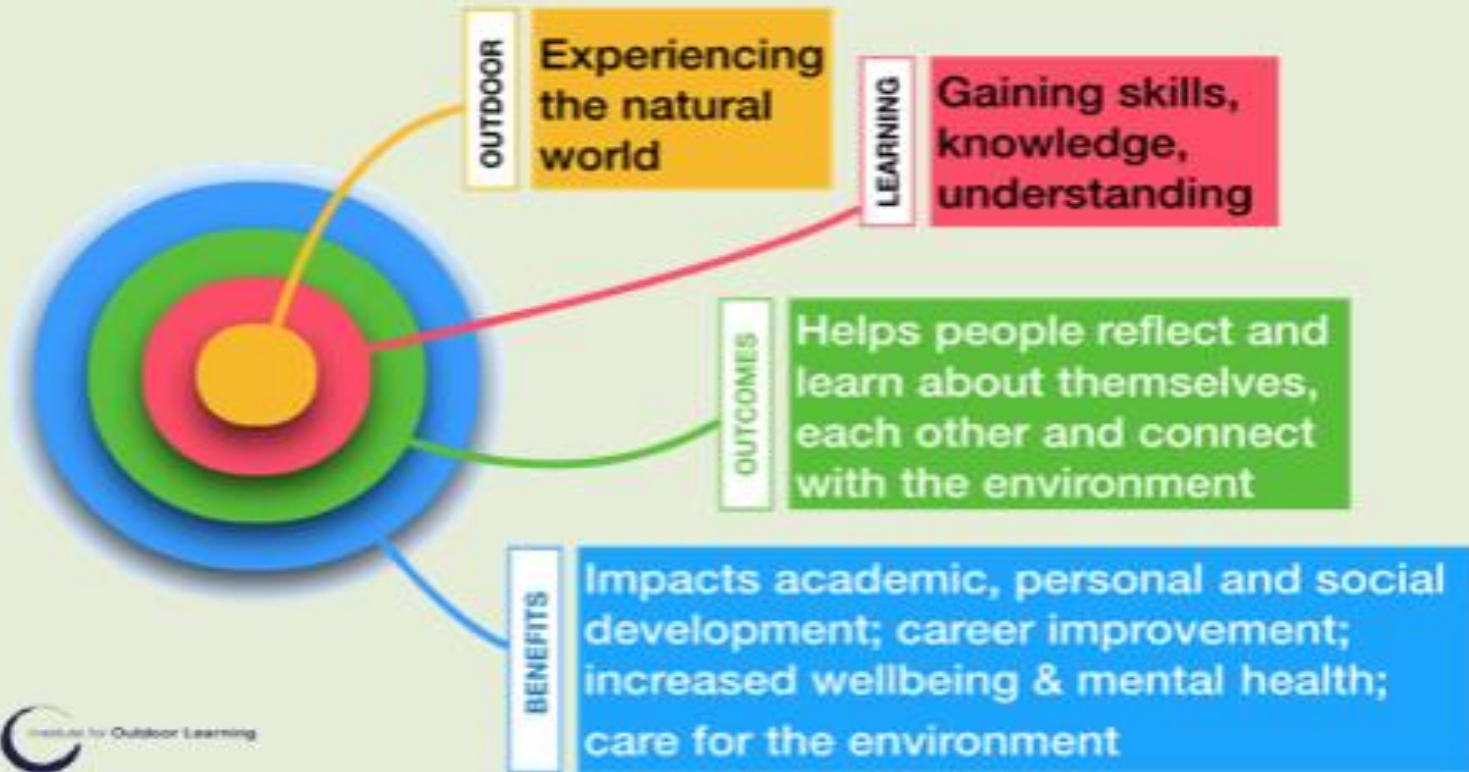 OUTDOOR
Experiencing
the natural
world
LEARNING
Gaining skills,
knowledge,
understanding
OUTCOMES
Helps people reflect and
learn about themselves,
each other and connect
with the environment
BENEFITS
Impacts academic, personal and social
development; career improvement;
increased wellbeing & mental health;
care for the environment
Institute for Outdoor Learning